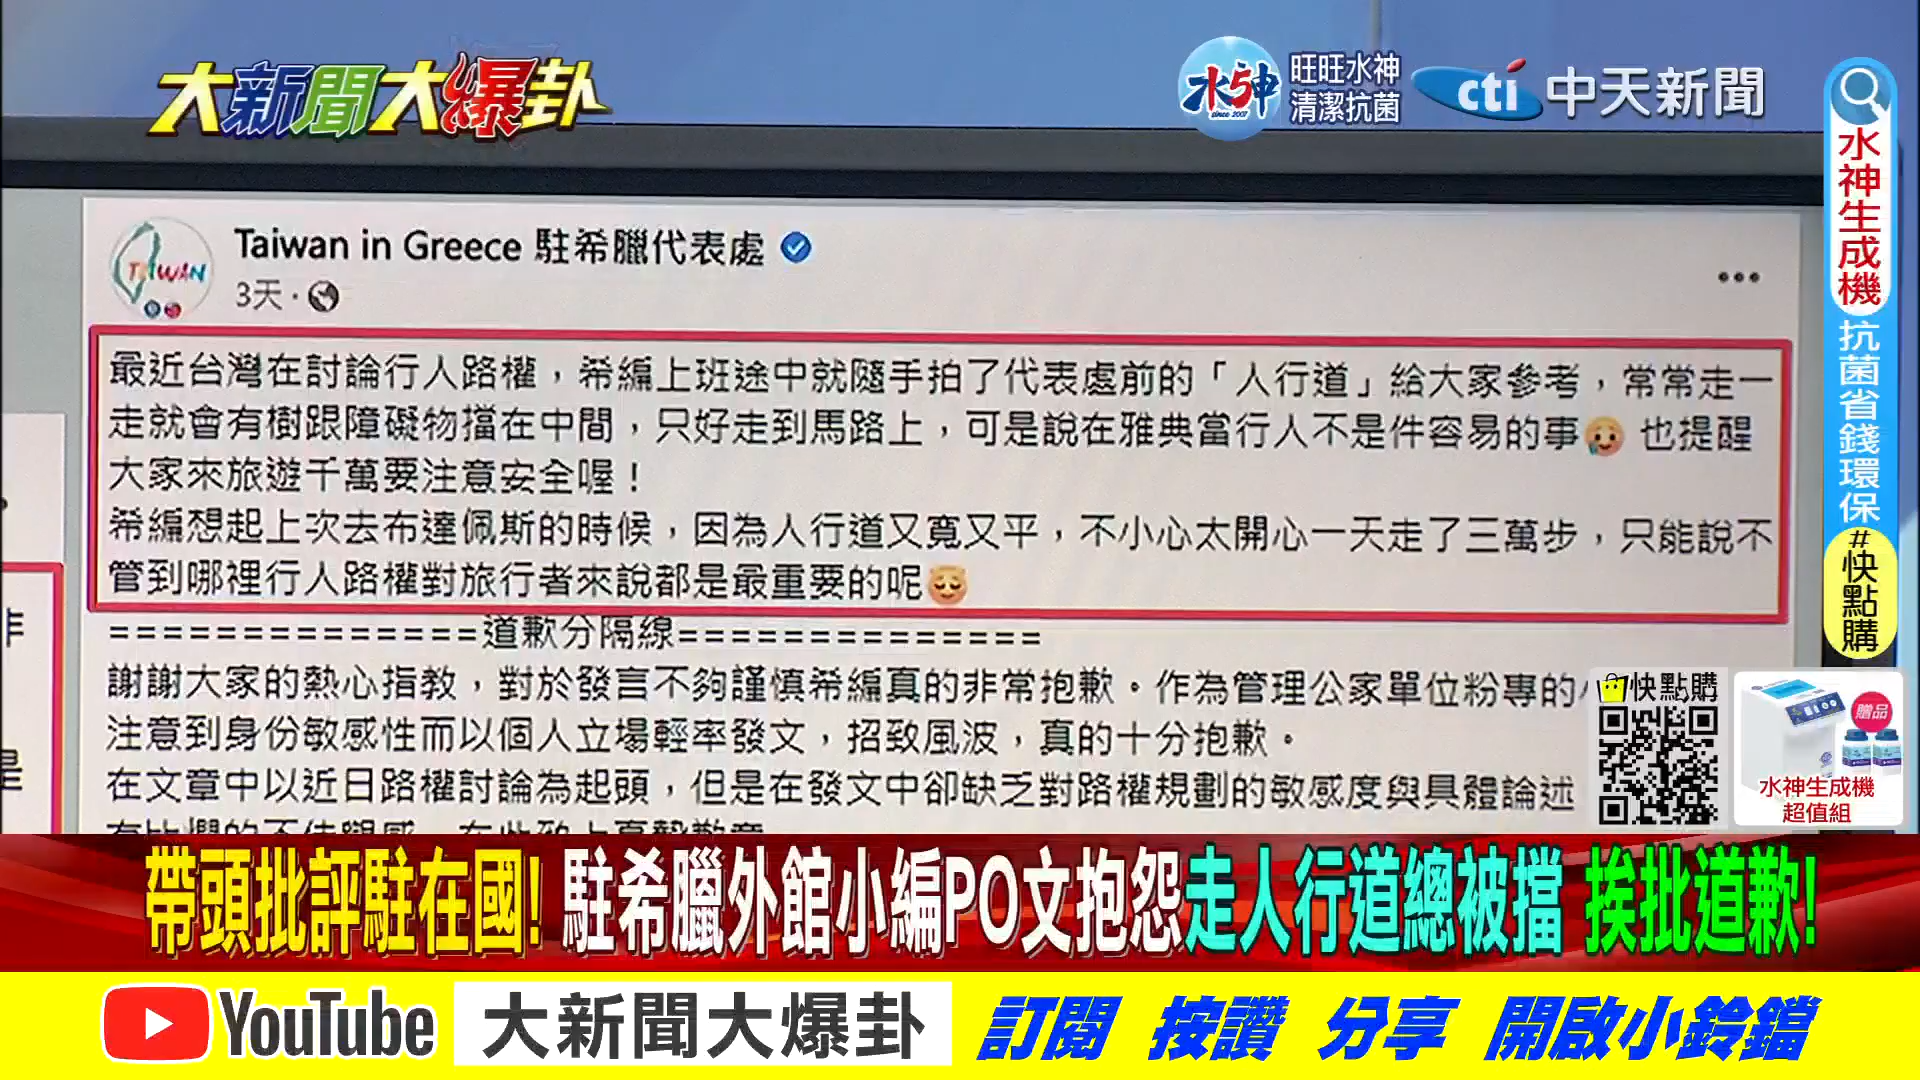 大新聞大爆卦
水神
since 2007
旺旺水神
清潔抗菌
cti 中天新聞
水神生成機
抗菌省錢環保
#快點購
Taiwan in Greece 駐希臘代表處
TAIWAN
3天
最近台灣在討論行人路權，希編上班途中就隨手拍了代表處前的「人行道」給大家參考，常常走一
走就會有樹跟障礙物擋在中間，只好走到馬路上，可是說在雅典當行人不是件容易的事🥲 也提醒
大家來旅遊千萬要注意安全喔！
希編想起上次去布達佩斯的時候，因為人行道又寬又平，不小心太開心一天走了三萬步，只能說不
管到哪裡行人路權對旅行者來說都是最重要的呢😇
==============道歉分隔線==============
謝謝大家的熱心指教，對於發言不夠謹慎希編真的非常抱歉。作為管理公家單位粉專的
注意到身份敏感性而以個人立場輕率發文，招致風波，真的十分抱歉。
在文章中以近日路權討論為起頭，但是在發文中卻缺乏對路權規劃的敏感度與具體論述
非
是
快點購
贈品
水神生成機
超值組
帶頭批評駐在國! 駐希臘外館小編PO文抱怨走人行道總被擋 挨批道歉!
YouTube 大新聞大爆卦 訂閱 按讚 分享 開啟小鈴鐺